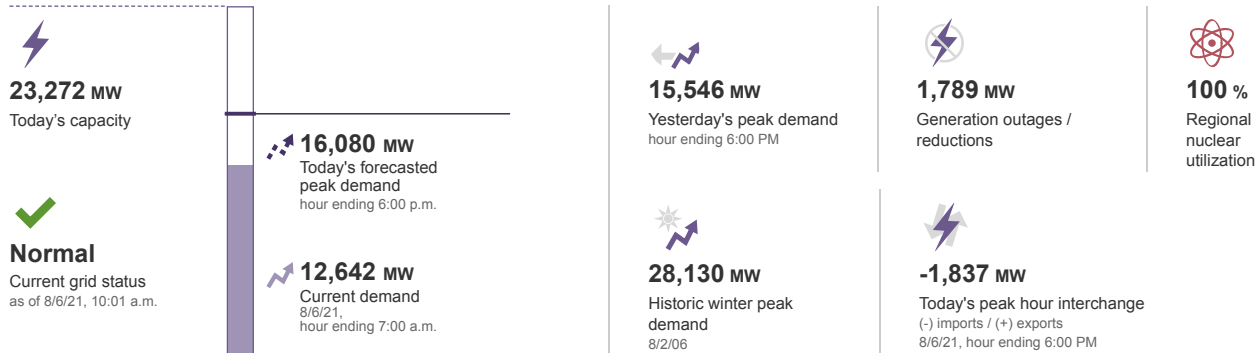 23,272 MW
Today's capacity
Normal
Current grid status
as of 8/6/21, 10:01 a.m.
16,080 MW
Today's forecasted
peak demand
hour ending 6:00 p.m.
12,642 MW
Current demand
8/6/21,
hour ending 7:00 a.m.
15,546 MW
Yesterday's peak demand
hour ending 6:00 PM
1,789 MW
Generation outages /
reductions
100 %
Regional
nuclear
utilization
28,130 MW
Historic winter peak
demand
8/2/06
-1,837 MW
Today's peak hour interchange
(-) imports / (+) exports
8/6/21, hour ending 6:00 PM